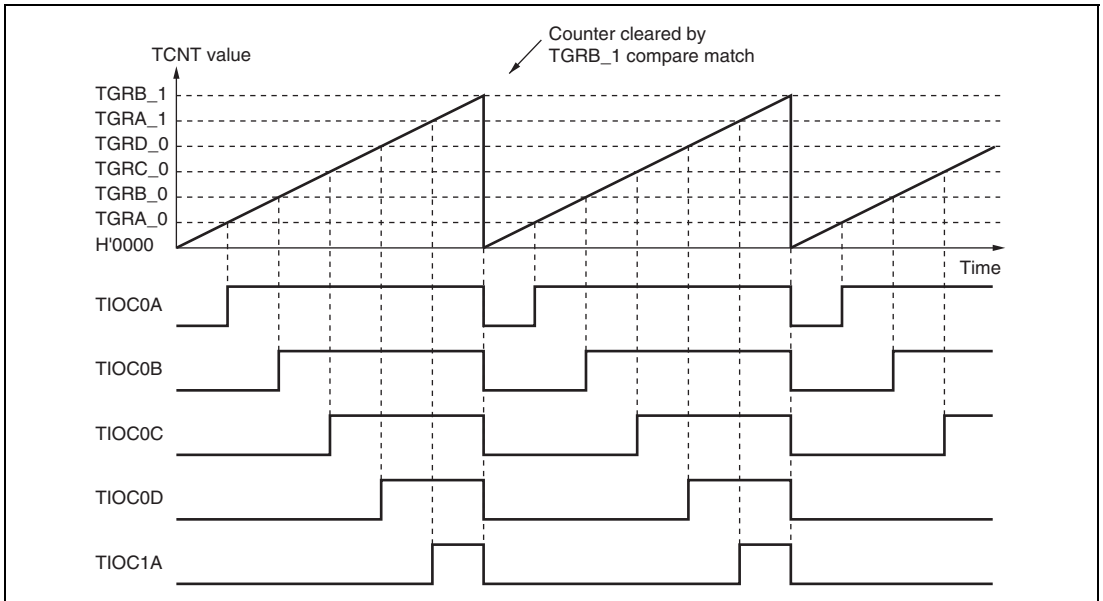 Counter cleared by
TGRB_1 compare match
TCNT value
TGRB_1
TGRA_1
TGRD_0
TGRC_0
TGRB_0
TGRA_0
H'0000
Time
TIOC0A
TIOC0B
TIOC0C
TIOC0D
TIOC1A